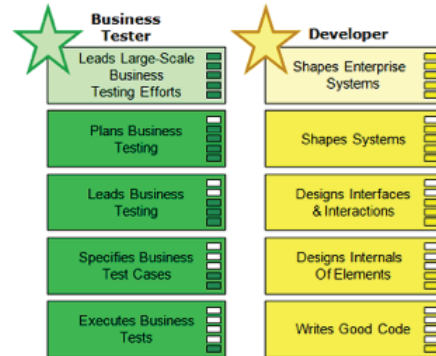 Business
Tester
Leads Large-Scale
Business
Testing Efforts
Plans Business
Testing
Leads Business
Testing
Specifies Business
Test Cases
Executes Business
Tests
Developer
Shapes Enterprise
Systems
Shapes Systems
Designs Interfaces
& Interactions
Designs Internals
Of Elements
Writes Good Code